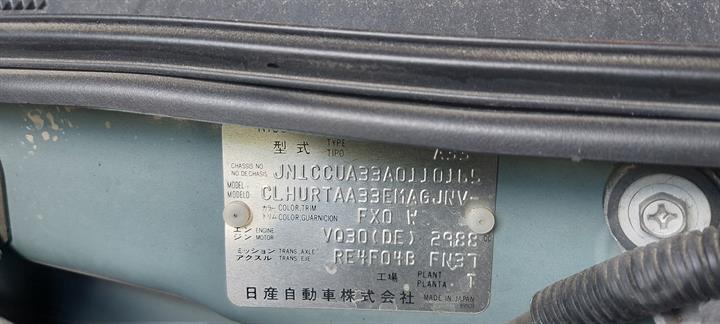 型式 TYPE TIPO A33
CHASSIS NO
NO DE CHASIS JN1CCUA33A0110115
MODEL
MODELO CLHURTAA33EMAGJNV-
カラー COLOR, TRIM
トリム COLOR, GUARNICION FX0 W
エンジン ENGINE MOTOR VQ30(DE) 2988 cc
ミッション TRANS. AXLE
アクスル TRANS. EJE RE4F04B FN37
工場 PLANT PLANTA T
日産自動車株式会社 MADE IN JAPAN